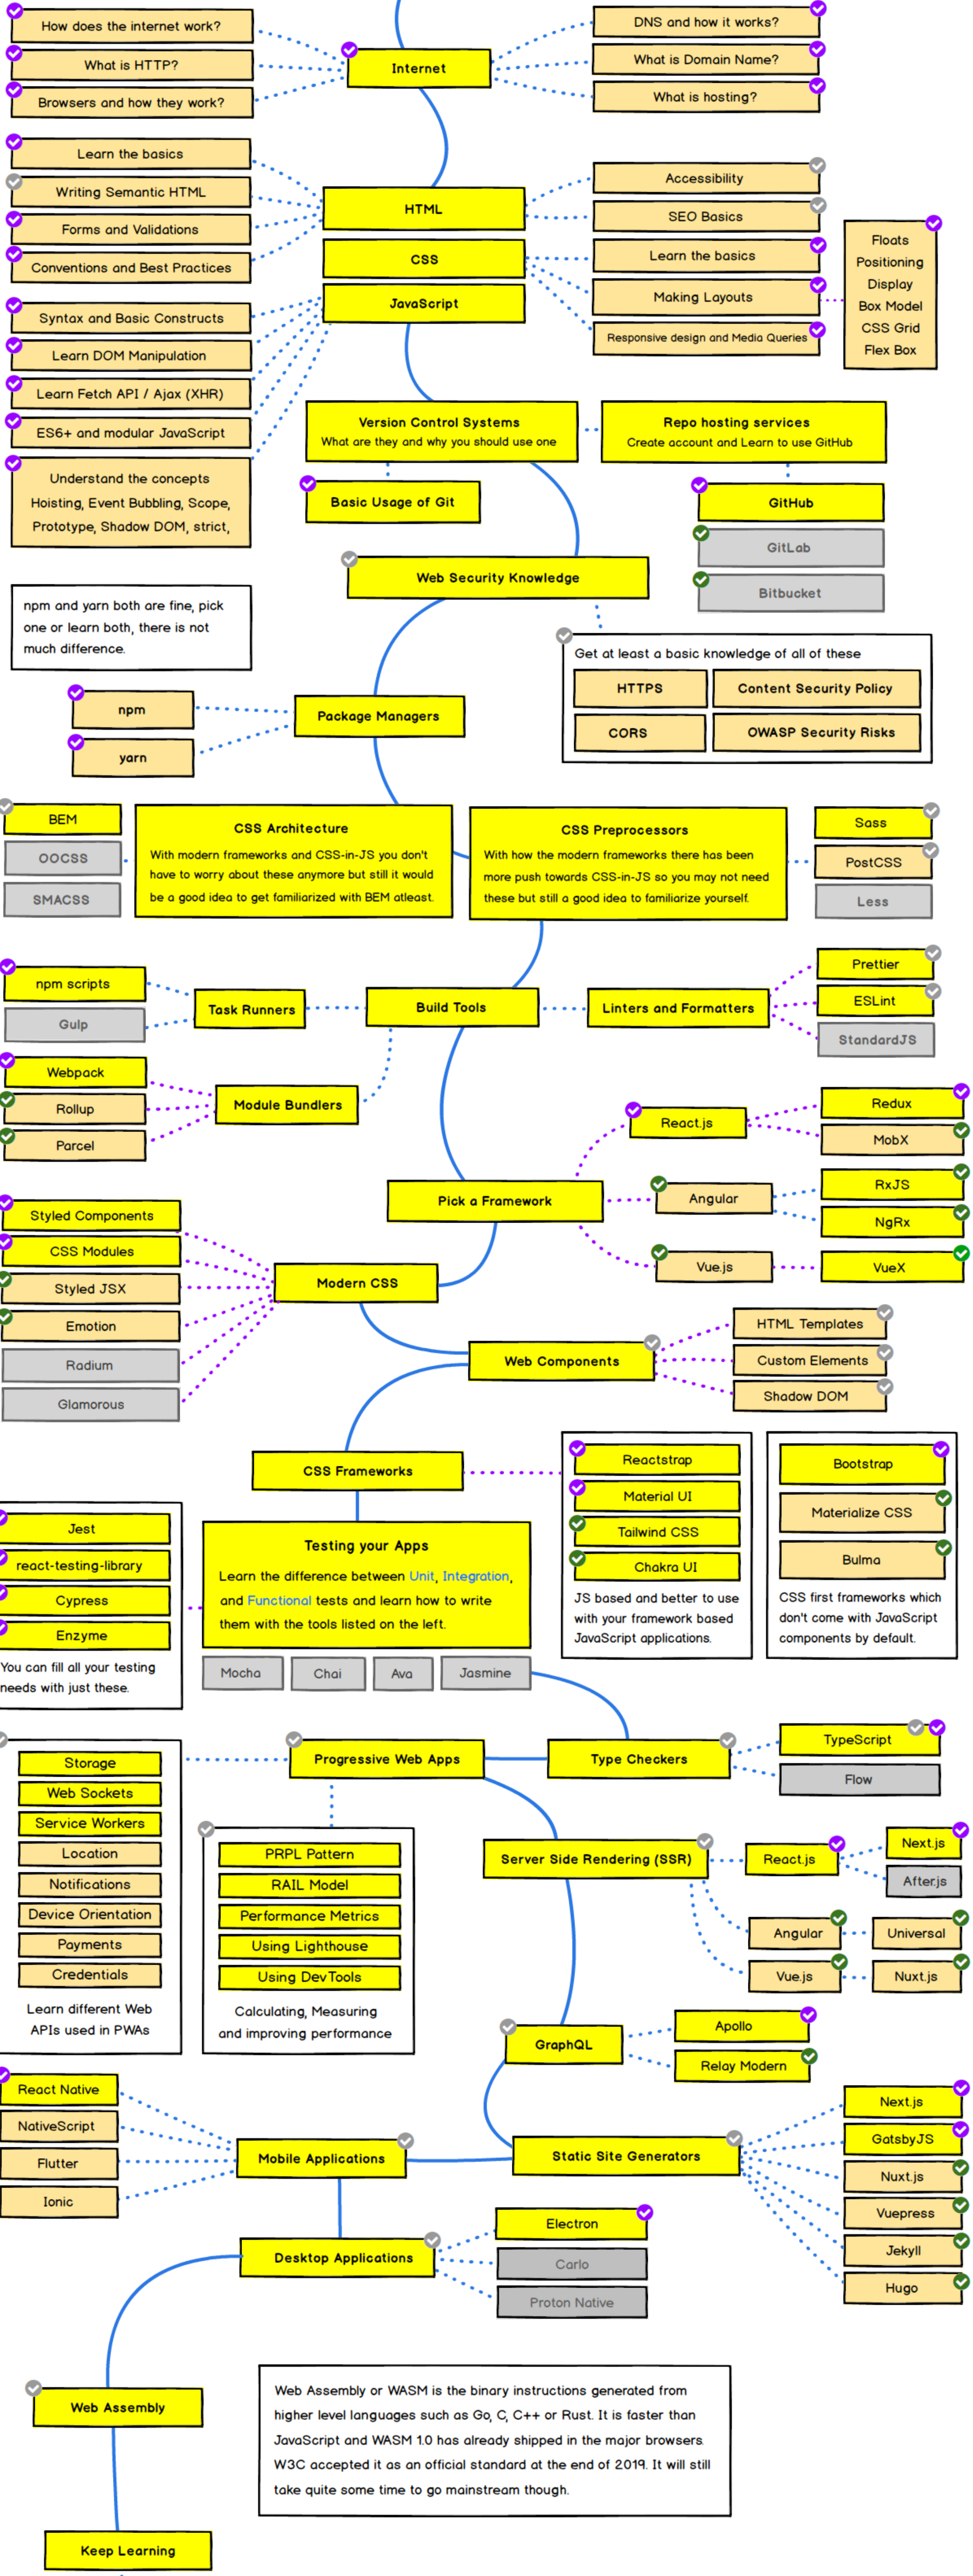 How does the internet work?
What is HTTP?
Browsers and how they work?
Internet
DNS and how it works?
What is Domain Name?
What is hosting?
Learn the basics
Writing Semantic HTML
Forms and Validations
Conventions and Best Practices
HTML
Accessibility
SEO Basics
CSS
Learn the basics
Making Layouts
Responsive design and Media Queries
Floats
Positioning
Display
Box Model
CSS Grid
Flex Box
JavaScript
Syntax and Basic Constructs
Learn DOM Manipulation
Learn Fetch API / Ajax (XHR)
ES6+ and modular JavaScript
Understand the concepts
Hoisting, Event Bubbling, Scope,
Prototype, Shadow DOM, strict,
Version Control Systems
What are they and why you should use one
Basic Usage of Git
Repo hosting services
Create account and Learn to use GitHub
GitHub
GitLab
Bitbucket
Web Security Knowledge
Get at least a basic knowledge of all of these
HTTPS
Content Security Policy
CORS
OWASP Security Risks
npm and yarn both are fine, pick
one or learn both, there is not
much difference.
npm
yarn
Package Managers
BEM
OOCSS
SMACSS
CSS Architecture
With modern frameworks and CSS-in-JS you don't
have to worry about these anymore but still it would
be a good idea to get familiarized with BEM atleast.
CSS Preprocessors
With how the modern frameworks there has been
more push towards CSS-in-JS so you may not need
these but still a good idea to familiarize yourself.
Sass
PostCSS
Less
npm scripts
Gulp
Task Runners
Build Tools
Linters and Formatters
Prettier
ESLint
StandardJS
Webpack
Rollup
Parcel
Module Bundlers
Pick a Framework
React.js
Redux
MobX
Angular
RxJS
NgRx
Vue.js
VueX
Styled Components
CSS Modules
Styled JSX
Emotion
Radium
Glamorous
Modern CSS
Web Components
HTML Templates
Custom Elements
Shadow DOM
CSS Frameworks
Reactstrap
Material UI
Tailwind CSS
Chakra UI
JS based and better to use
with your framework based
JavaScript applications.
Bootstrap
Materialize CSS
Bulma
CSS first frameworks which
don't come with JavaScript
components by default.
Jest
react-testing-library
Cypress
Enzyme
You can fill all your testing
needs with just these.
Testing your Apps
Learn the difference between Unit, Integration,
and Functional tests and learn how to write
them with the tools listed on the left.
Mocha
Chai
Ava
Jasmine
Progressive Web Apps
Type Checkers
TypeScript
Flow
Storage
Web Sockets
Service Workers
Location
Notifications
Device Orientation
Payments
Credentials
Learn different Web
APIs used in PWAs
PRPL Pattern
RAIL Model
Performance Metrics
Using Lighthouse
Using DevTools
Calculating, Measuring
and improving performance
Server Side Rendering (SSR)
React.js
Next.js
After.js
Angular
Universal
Vue.js
Nuxt.js
GraphQL
Apollo
Relay Modern
React Native
NativeScript
Flutter
Ionic
Mobile Applications
Static Site Generators
Next.js
GatsbyJS
Nuxt.js
Vuepress
Jekyll
Hugo
Desktop Applications
Electron
Carlo
Proton Native
Web Assembly
Web Assembly or WASM is the binary instructions generated from
higher level languages such as Go, C, C++ or Rust. It is faster than
JavaScript and WASM 1.0 has already shipped in the major browsers.
W3C accepted it as an official standard at the end of 2019. It will still
take quite some time to go mainstream though.
Keep Learning